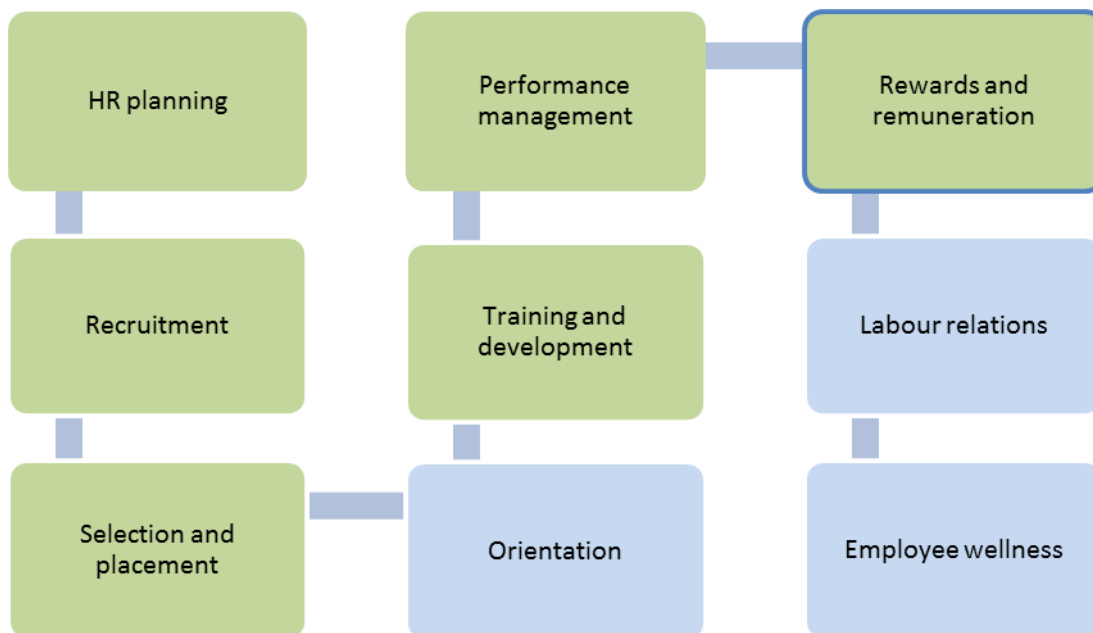 HR planning
Recruitment
Selection and
placement
Orientation
Training and
development
Performance
management
Rewards and
remuneration
Labour relations
Employee wellness